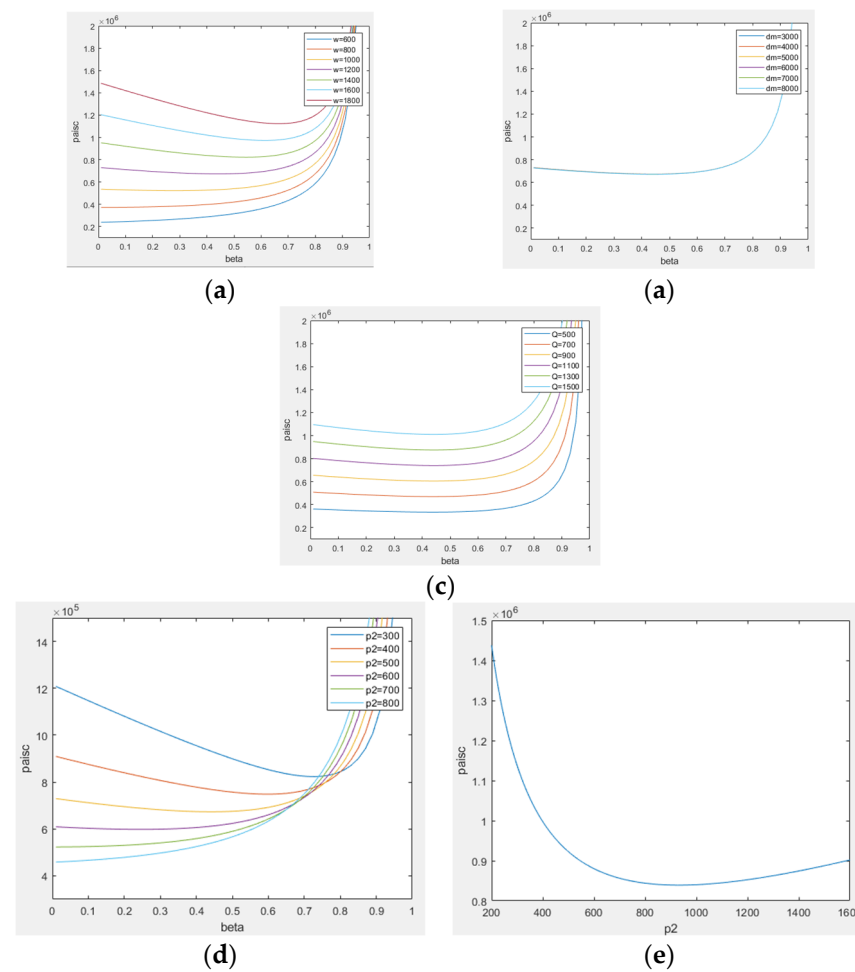 ×10^6
2
1.8
1.6
1.4
1.2
1
0.8
0.6
0.4
0.2
paisc
w=600
w=800
w=1000
w=1200
w=1400
w=1600
w=1800
0 0.1 0.2 0.3 0.4 0.5 0.6 0.7 0.8 0.9 1
beta
(a)
×10^6
2
1.8
1.6
1.4
1.2
1
0.8
0.6
0.4
0.2
paisc
dm=3000
dm=4000
dm=5000
dm=6000
dm=7000
dm=8000
0 0.1 0.2 0.3 0.4 0.5 0.6 0.7 0.8 0.9 1
beta
(a)
×10^6
2
1.8
1.6
1.4
1.2
1
0.8
0.6
0.4
0.2
paisc
Q=500
Q=700
Q=900
Q=1100
Q=1300
Q=1500
0 0.1 0.2 0.3 0.4 0.5 0.6 0.7 0.8 0.9 1
beta
(c)
×10^5
14
12
10
8
6
4
paisc
p2=300
p2=400
p2=500
p2=600
p2=700
p2=800
0 0.1 0.2 0.3 0.4 0.5 0.6 0.7 0.8 0.9 1
beta
(d)
×10^6
1.5
1.4
1.3
1.2
1.1
1
0.9
0.8
paisc
200 400 600 800 1000 1200 1400 1600
p2
(e)